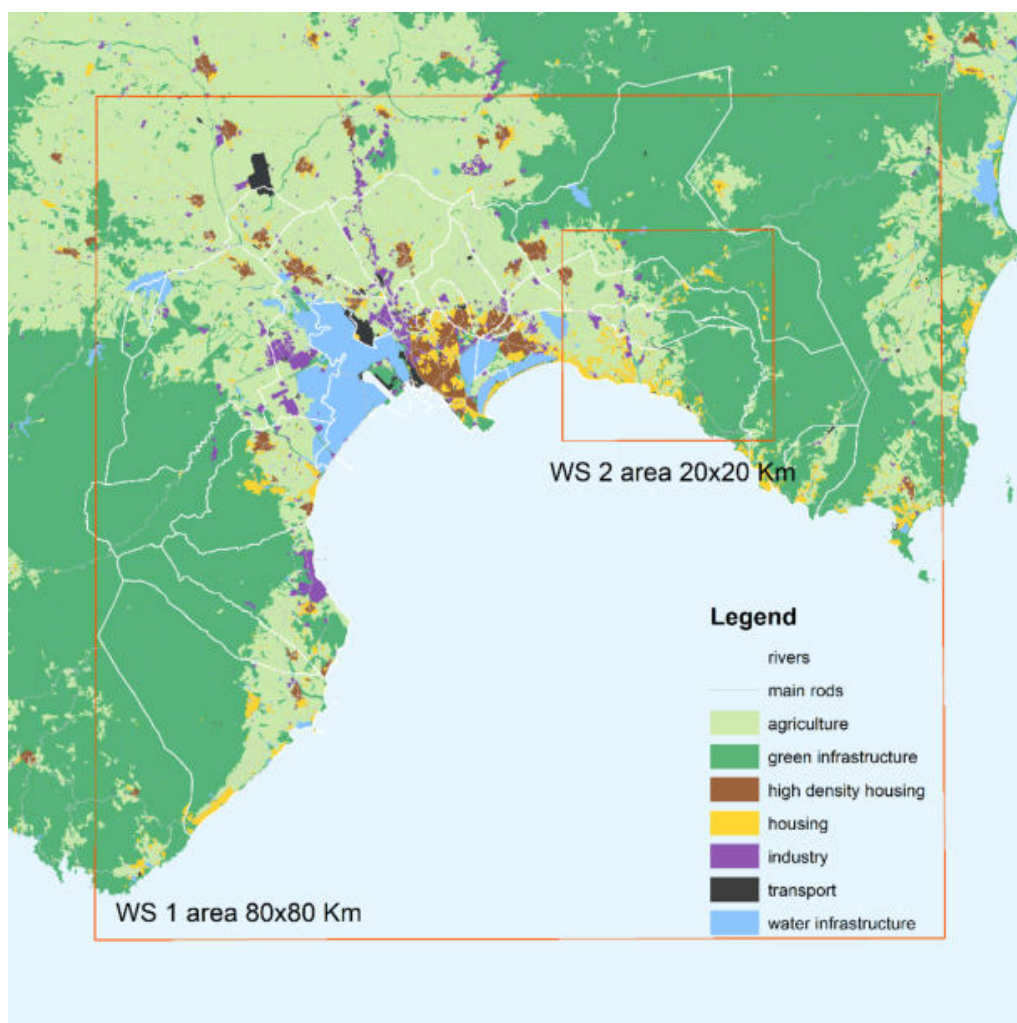 WS 2 area 20x20 Km
Legend
rivers
main rods
agriculture
green infrastructure
high density housing
housing
industry
transport
water infrastructure
WS 1 area 80x80 Km